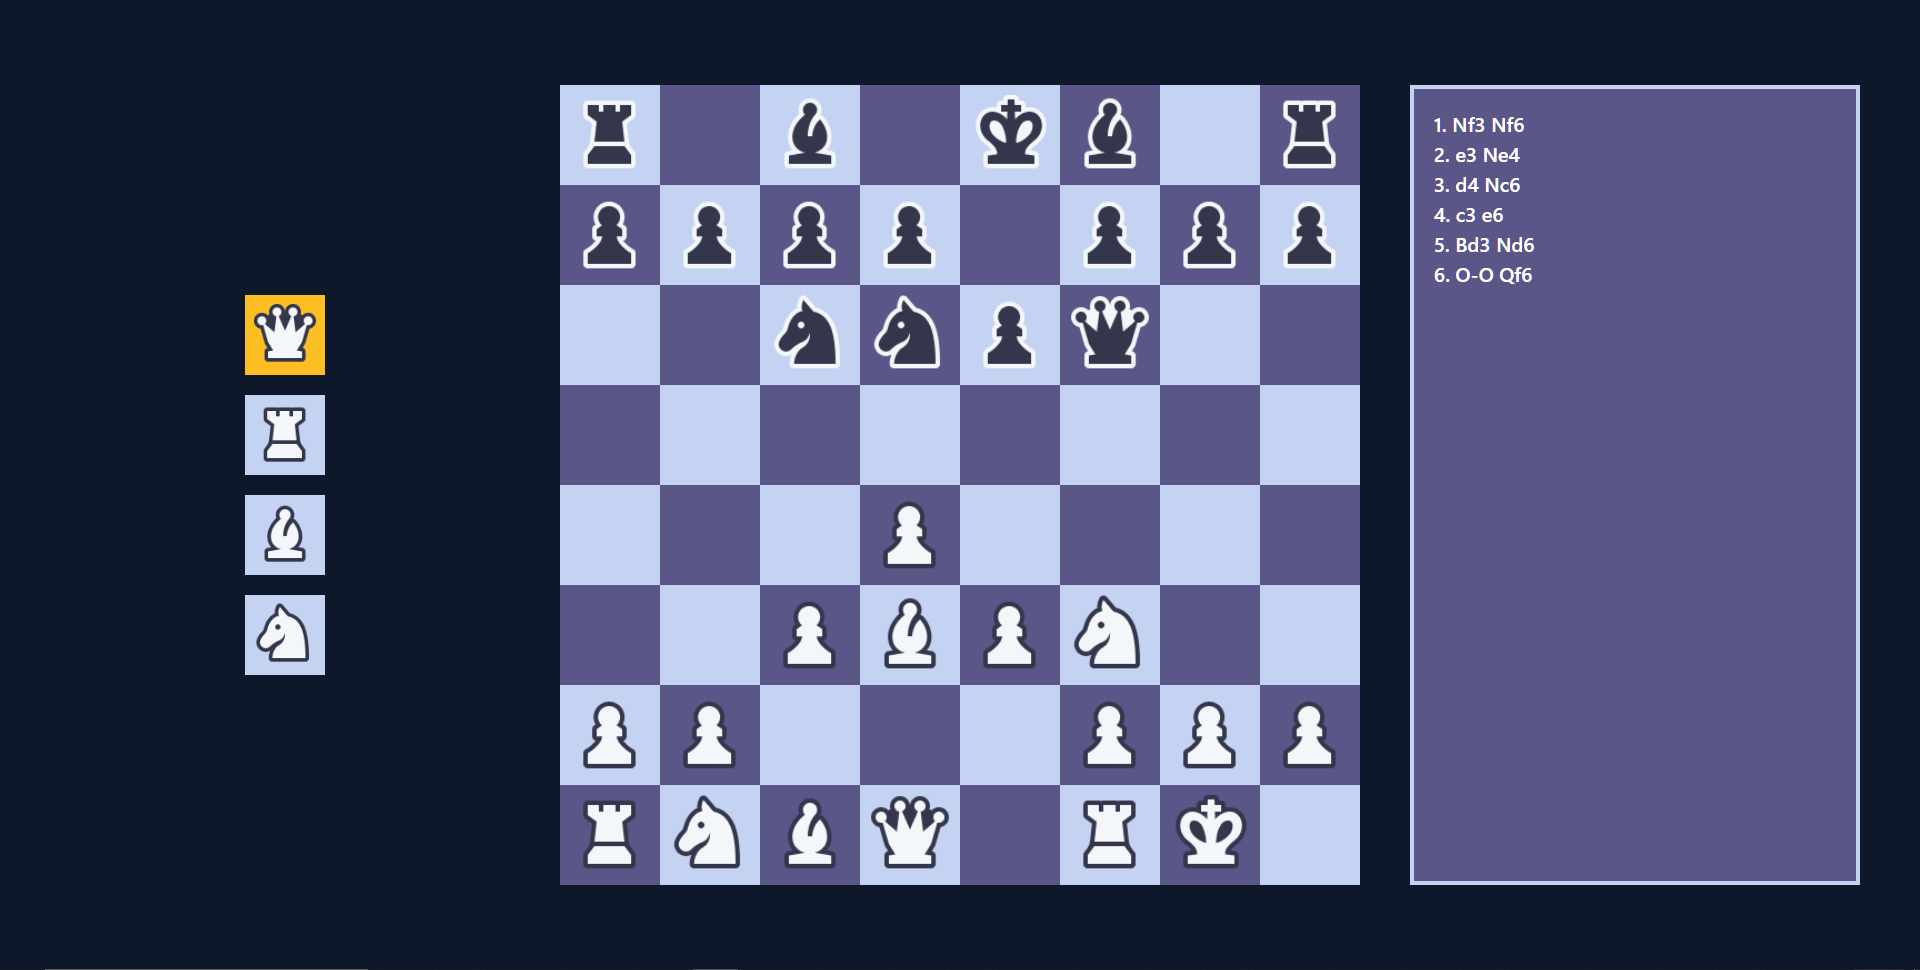 1. Nf3 Nf6
2. e3 Ne4
3. d4 Nc6
4. c3 e6
5. Bd3 Nd6
6. O-O Qf6